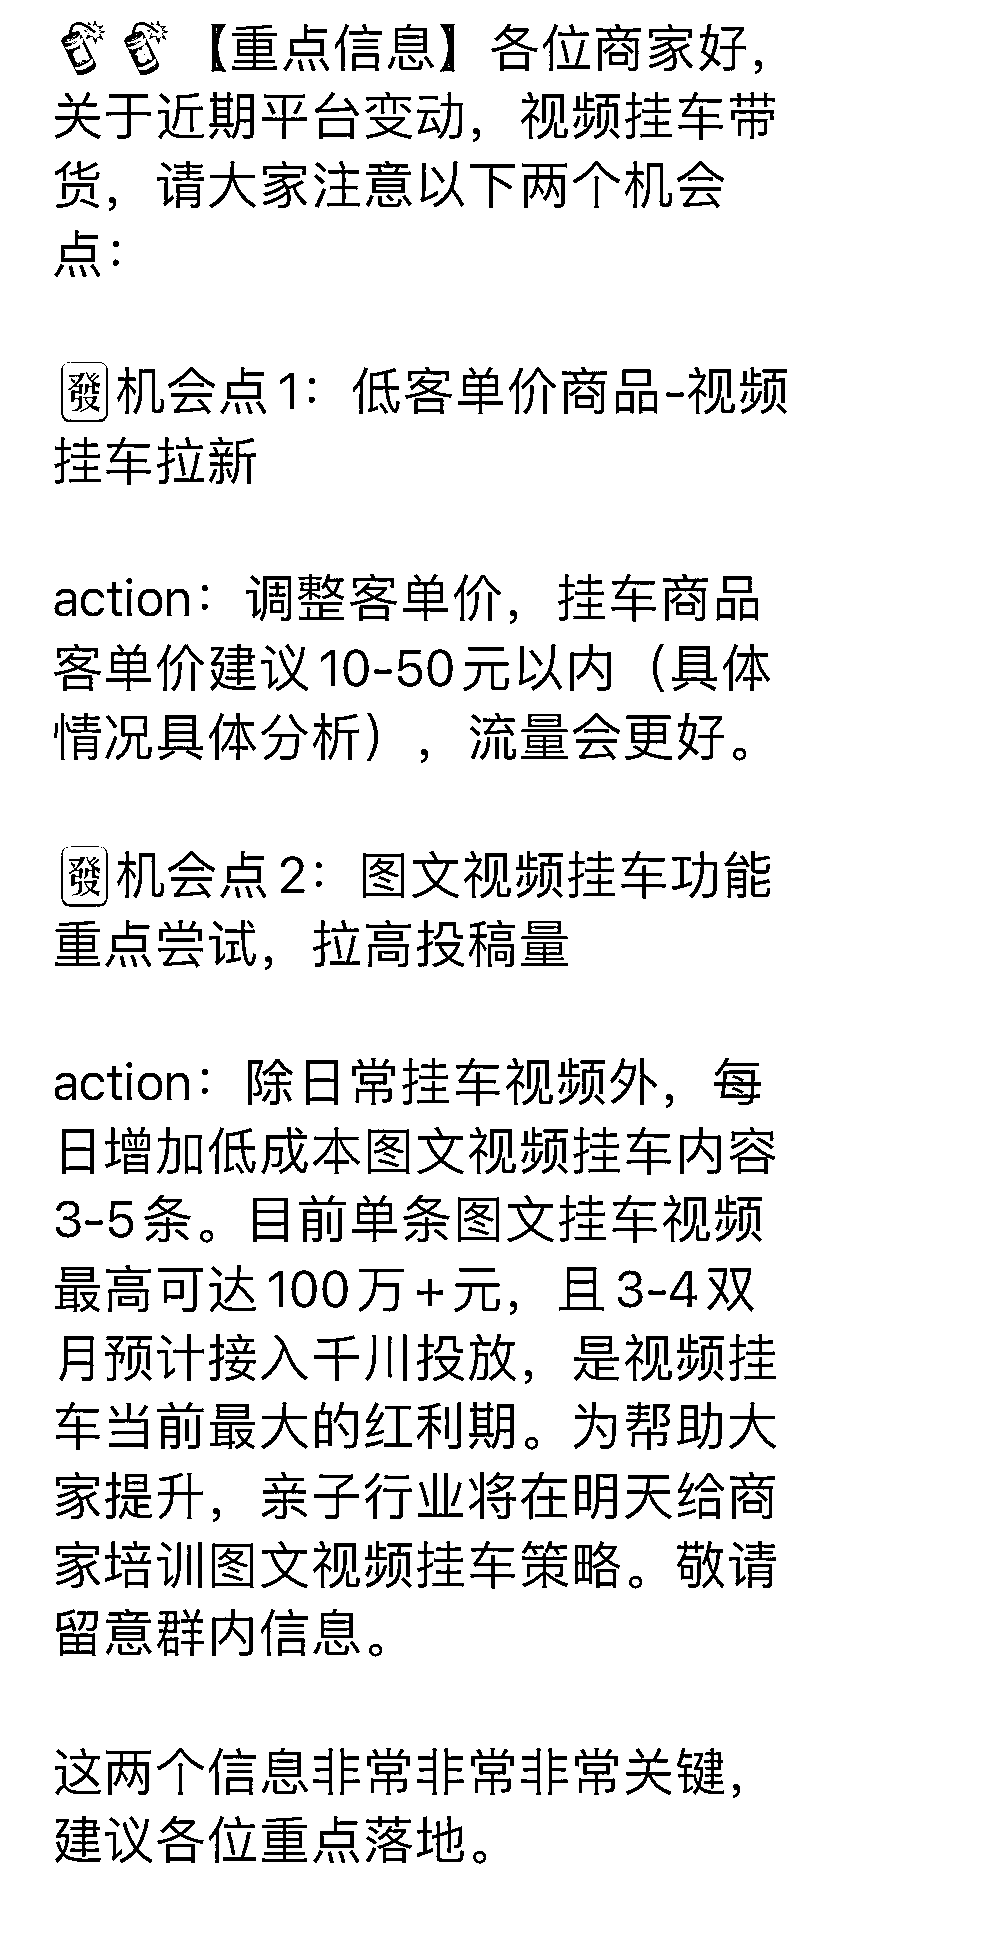 🧨🧨【重点信息】各位商家好，
关于近期平台变动，视频挂车带
货，请大家注意以下两个机会
点：
🀅机会点1：低客单价商品-视频
挂车拉新
action：调整客单价，挂车商品
客单价建议10-50元以内（具体
情况具体分析），流量会更好。
🀅机会点2：图文视频挂车功能
重点尝试，拉高投稿量
action：除日常挂车视频外，每
日增加低成本图文视频挂车内容
3-5条。目前单条图文挂车视频
最高可达100万+元，且3-4双
月预计接入千川投放，是视频挂
车当前最大的红利期。为帮助大
家提升，亲子行业将在明天给商
家培训图文视频挂车策略。敬请
留意群内信息。
这两个信息非常非常非常关键，
建议各位重点落地。